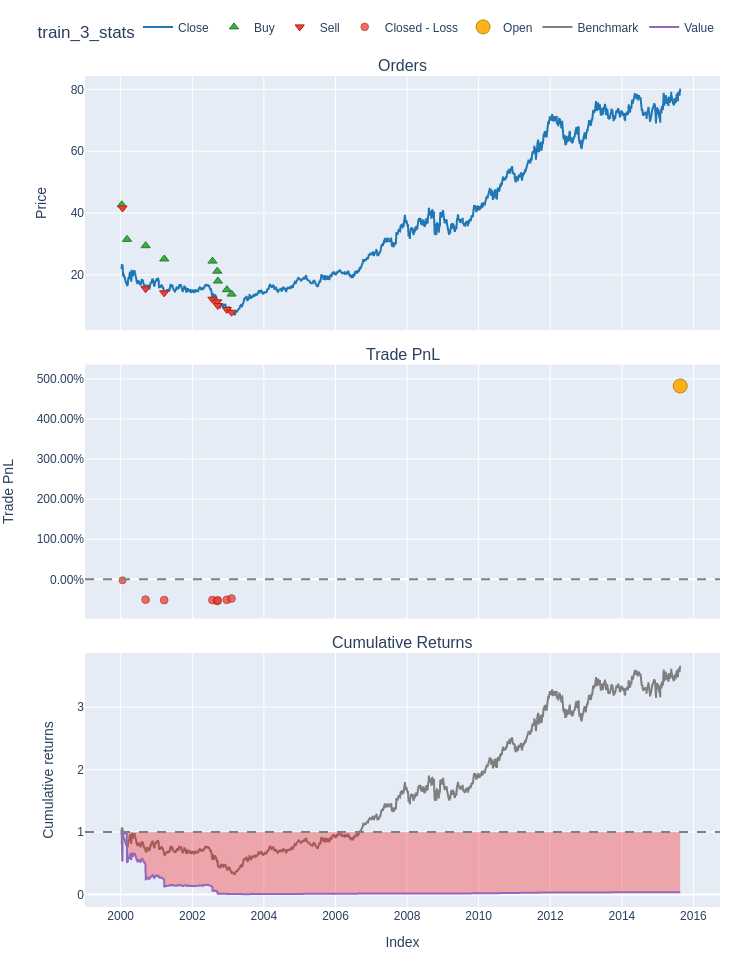 train_3_stats
Close
Buy
Sell
Closed - Loss
Open
Benchmark
Value
Orders
80
60
40
20
Price
Trade PnL
500.00%
400.00%
300.00%
200.00%
100.00%
0.00%
Trade PnL
Cumulative Returns
3
2
1
0
Cumulative returns
2000
2002
2004
2006
2008
2010
2012
2014
2016
Index